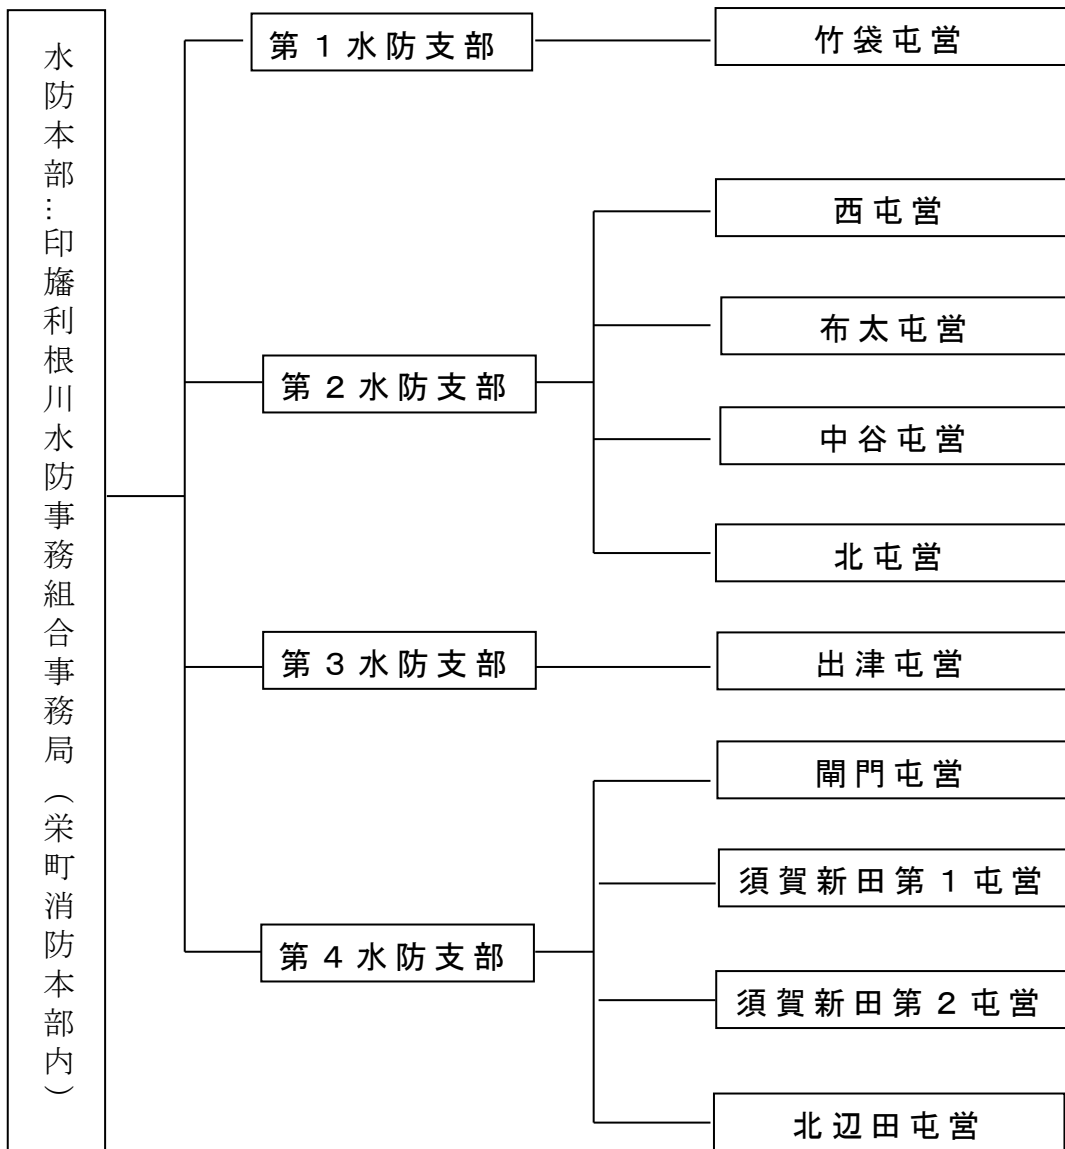 水防本部…印旛利根川水防事務組合事務局（栄町消防本部内）
第１水防支部
竹袋屯営
第２水防支部
西屯営
布太屯営
中谷屯営
北屯営
第３水防支部
出津屯営
第４水防支部
閘門屯営
須賀新田第１屯営
須賀新田第２屯営
北辺田屯営